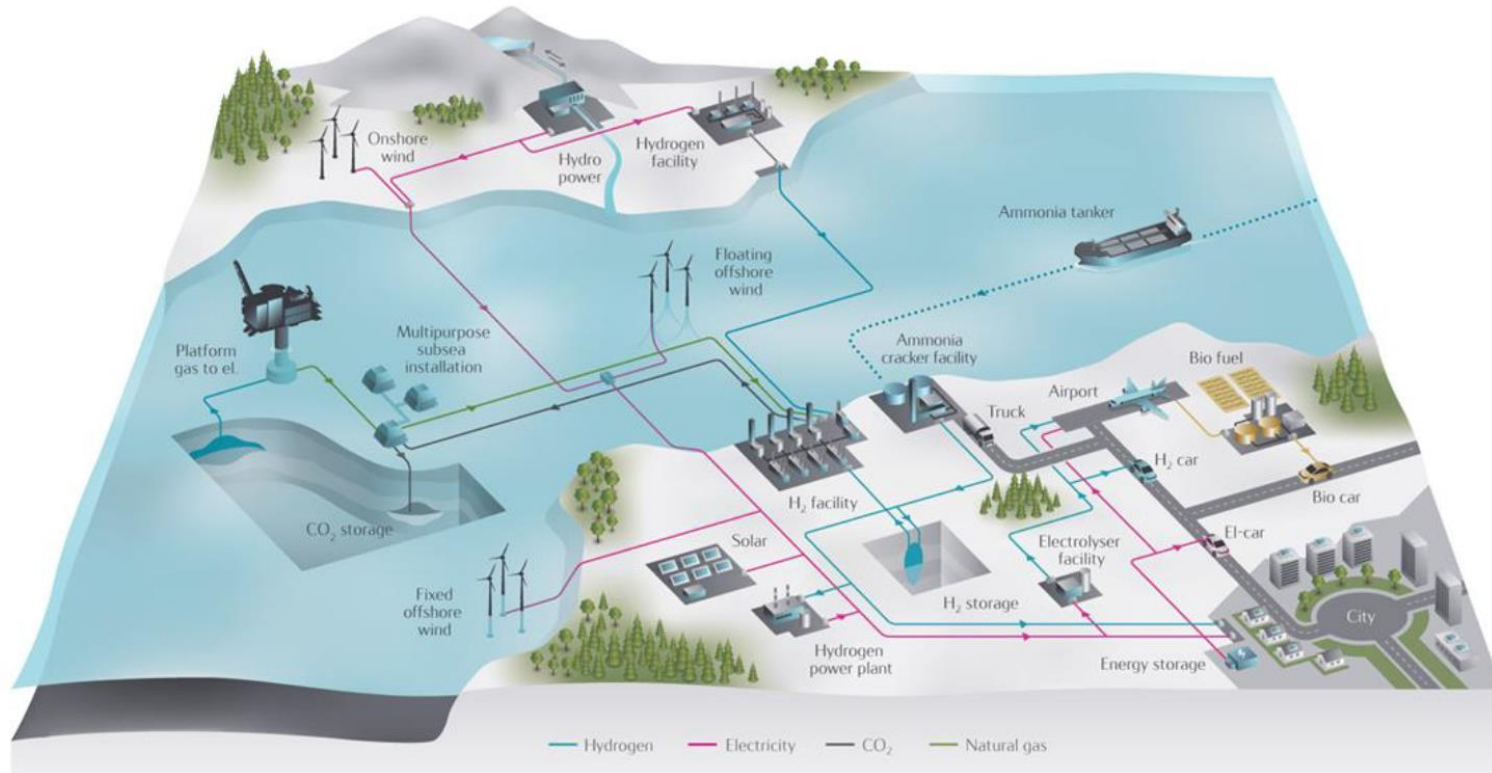 Onshore
wind
Hydro
power
Hydrogen
facility
Ammonia tanker
Floating
offshore
wind
Platform
gas to el.
Multipurpose
subsea
installation
Ammonia
cracker facility
Bio fuel
Airport
Truck
H₂ car
Bio car
H₂ facility
CO₂ storage
El-car
Solar
Electrolyser
facility
Fixed
offshore
wind
H₂ storage
City
Hydrogen
power plant
Energy storage
Hydrogen
Electricity
CO₂
Natural gas